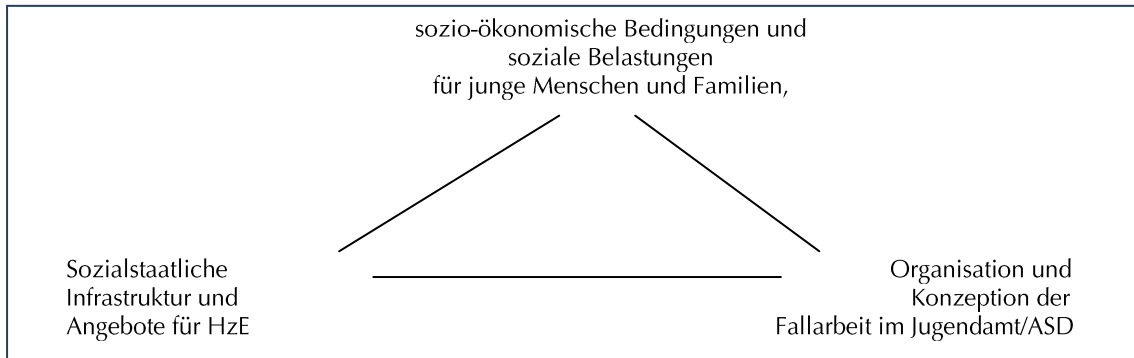 sozio-ökonomische Bedingungen und
soziale Belastungen
für junge Menschen und Familien,
Sozialstaatliche
Infrastruktur und
Angebote für HzE
Organisation und
Konzeption der
Fallarbeit im Jugendamt/ASD